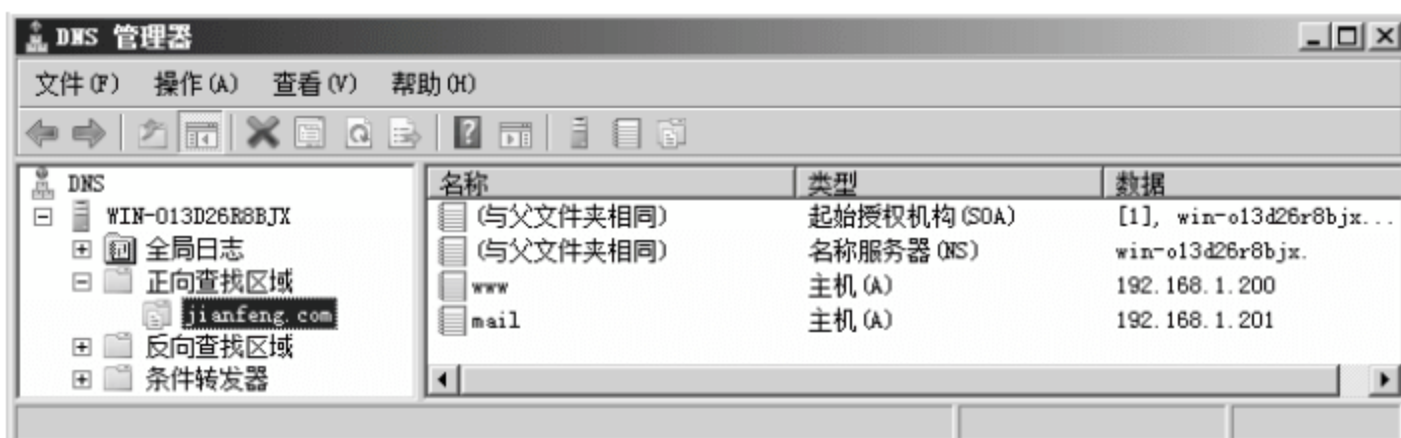 DNS 管理器
文件(F) 操作(A) 查看(V) 帮助(H)
DNS
WIN-O13D26R8BJX
全局日志
正向查找区域
jianfeng.com
反向查找区域
条件转发器
名称 类型 数据
(与父文件夹相同) 起始授权机构(SOA) [1], win-o13d26r8bjx...
(与父文件夹相同) 名称服务器(NS) win-o13d26r8bjx.
www 主机(A) 192.168.1.200
mail 主机(A) 192.168.1.201